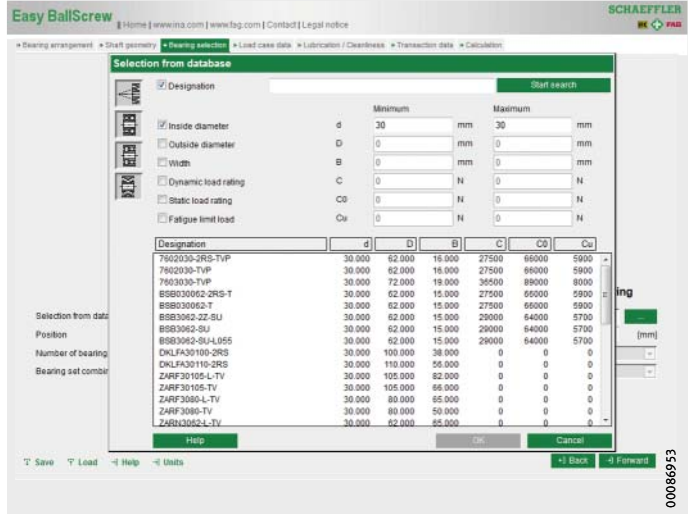 Easy BallScrew
| Home | www.ina.com | www.fag.com | Contact | Legal notice
SCHAEFFLER
FAG
Bearing arrangement Shaft geometry Bearing selection Load case data Lubrication / Cleanliness Transaction data Calculation
Selection from database
Designation Start search
Minimum Maximum
Inside diameter d 30 mm 30 mm
Outside diameter D 0 mm 0 mm
Width B 0 mm 0 mm
Dynamic load rating C 0 N 0 N
Static load rating C0 0 N 0 N
Fatigue limit load Cu 0 N 0 N
Designation d D B C C0 Cu
7602030-2RS-TVP 30.000 62.000 16.000 27500 66000 5900
7602030-TVP 30.000 62.000 16.000 27500 66000 5900
7603030-TVP 30.000 72.000 19.000 36500 89000 8000
BSB030062-2RS-T 30.000 62.000 15.000 27500 66000 5900
BSB030062-T 30.000 62.000 15.000 27500 66000 5900
BSB3062-2Z-SU 30.000 62.000 15.000 29000 64000 5700
BSB3062-SU 30.000 62.000 15.000 29000 64000 5700
BSB3062-SU-L055 30.000 62.000 15.000 29000 64000 5700
DKLFA30100-2RS 30.000 100.000 38.000 0 0 0
DKLFA30110-2RS 30.000 110.000 56.000 0 0 0
ZARF30105-L-TV 30.000 105.000 82.000 0 0 0
ZARF30105-TV 30.000 105.000 66.000 0 0 0
ZARF3080-L-TV 30.000 80.000 65.000 0 0 0
ZARF3080-TV 30.000 80.000 50.000 0 0 0
ZARN3062-L-TV 30.000 62.000 65.000 0 0 0
ing
Selection from data ...
Position [mm]
Number of bearing
Bearing set combin
Help OK Cancel
Save Load Help Units Back Forward
00086953